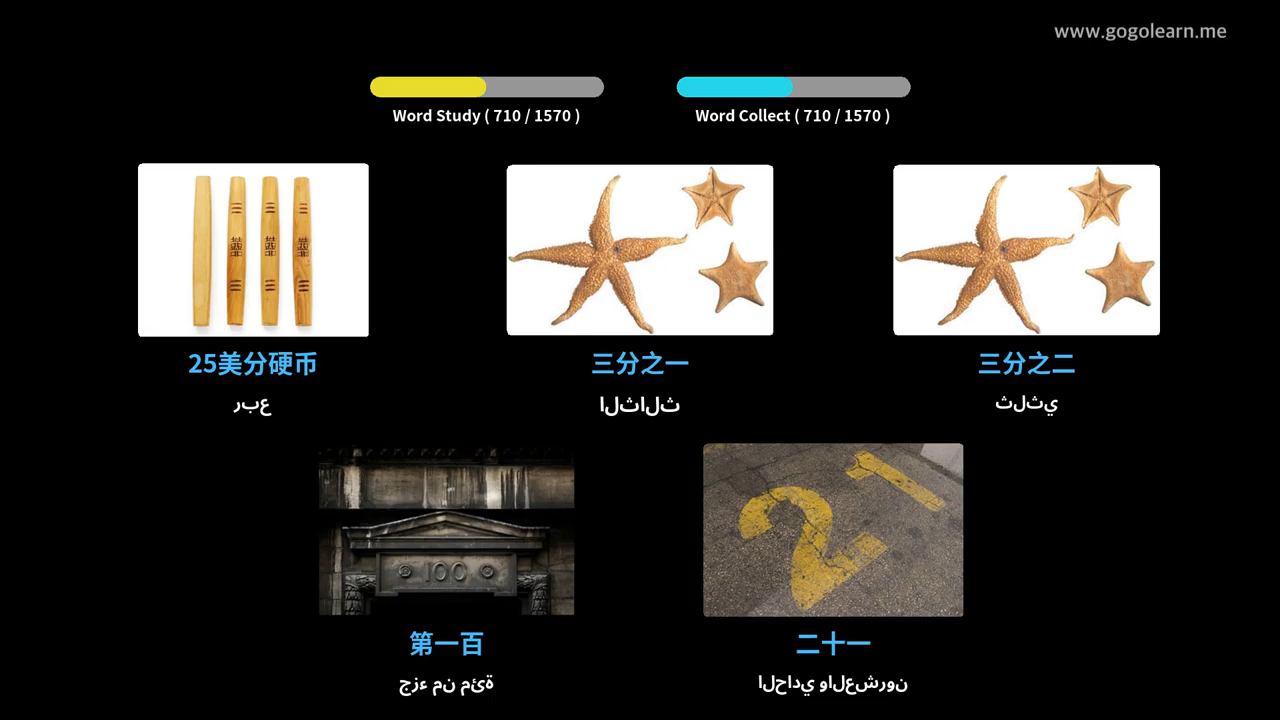 www.gogolearn.me
Word Study ( 710 / 1570 )
Word Collect ( 710 / 1570 )
25美分硬币
ربع
三分之一
الثالث
三分之二
ثلثي
100
第一百
جزء من مئة
21
二十一
الحادي والعشرون